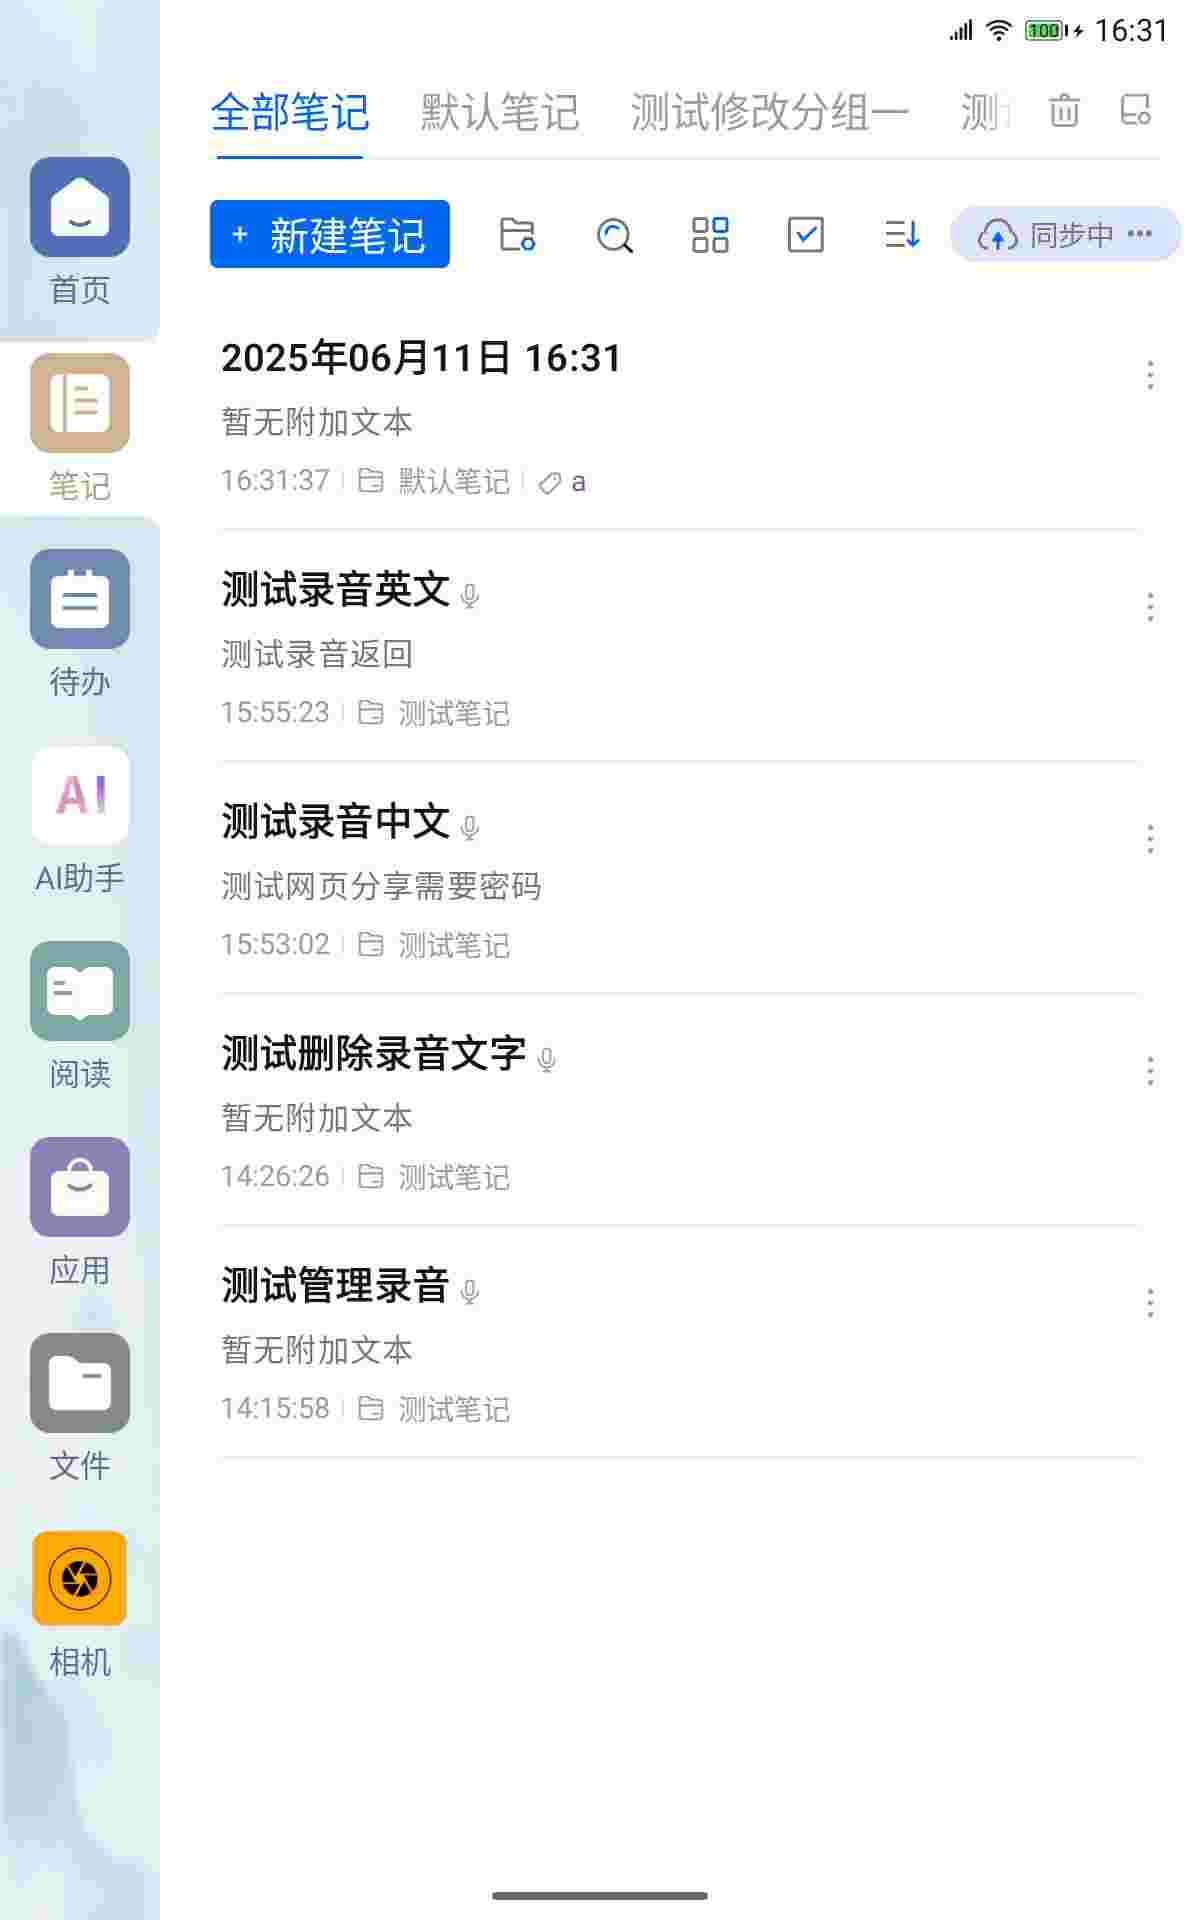 100 16:31
全部笔记 默认笔记 测试修改分组一 测
+ 新建笔记 同步中 •••
首页
笔记
待办
AI
AI助手
阅读
应用
文件
相机
2025年06月11日 16:31
暂无附加文本
16:31:37 默认笔记 a
测试录音英文
测试录音返回
15:55:23 测试笔记
测试录音中文
测试网页分享需要密码
15:53:02 测试笔记
测试删除录音文字
暂无附加文本
14:26:26 测试笔记
测试管理录音
暂无附加文本
14:15:58 测试笔记